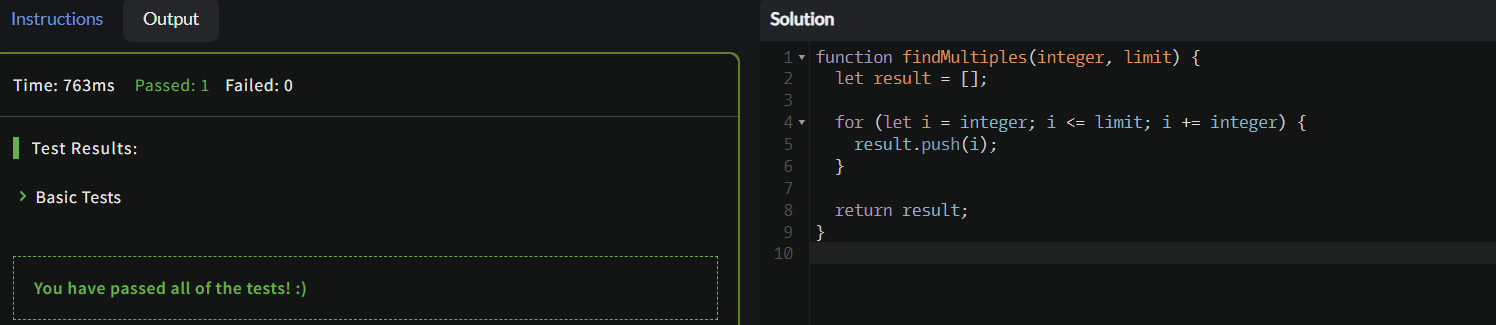 Instructions
Output
Time: 763ms Passed: 1 Failed: 0
Test Results:
Basic Tests
You have passed all of the tests! :)
Solution
1 function findMultiples(integer, limit) {
2   let result = [];
3
4   for (let i = integer; i <= limit; i += integer) {
5     result.push(i);
6   }
7
8   return result;
9 }
10